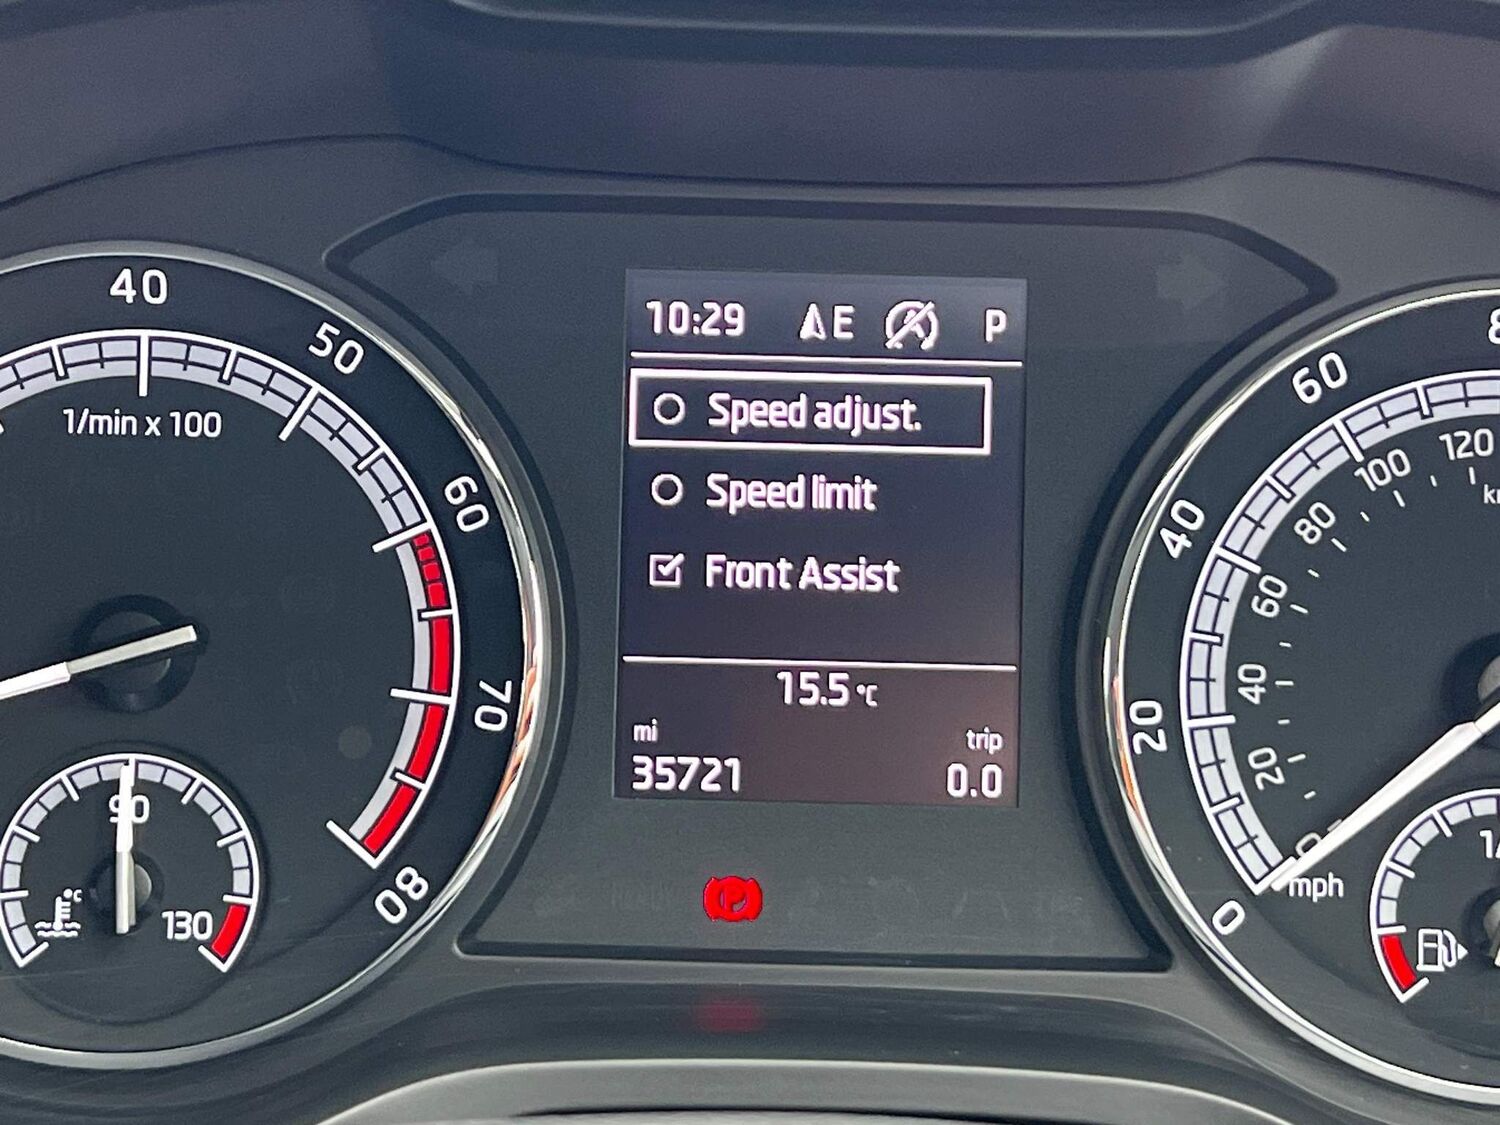 10:29 E P
Speed adjust.
Speed limit
Front Assist
15.5 °C
mi
35721
trip
0.0
40
50
60
70
80
1/min x 100
90
130
°C
0
20
40
60
mph
0
20
40
60
80
100
120